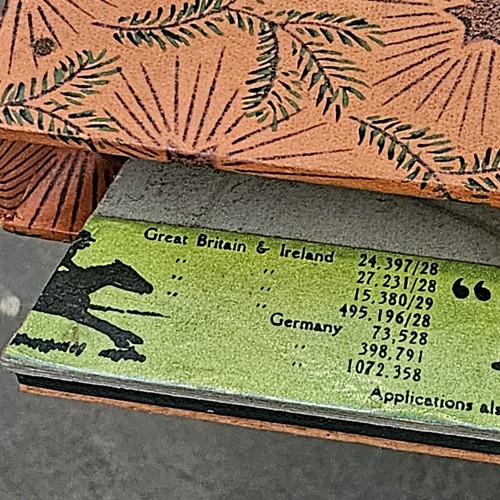 Great Britain & Ireland 24,397/28
" " 27.231/28
" " 15,380/29
" " 495.196/28
Germany 73,528
" 398,791
" 1072.358
“
Applications als